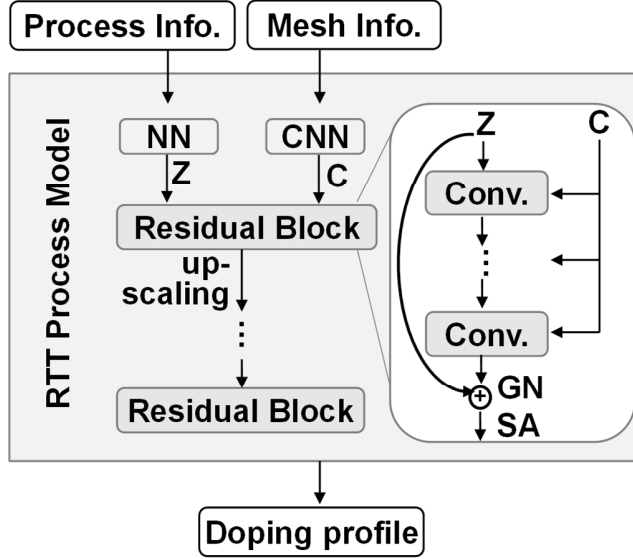 Process Info.
Mesh Info.
RTT Process Model
NN
CNN
Z
C
Residual Block
up-
scaling
⋮
Residual Block
Z
C
Conv.
⋮
Conv.
+
GN
SA
Doping profile